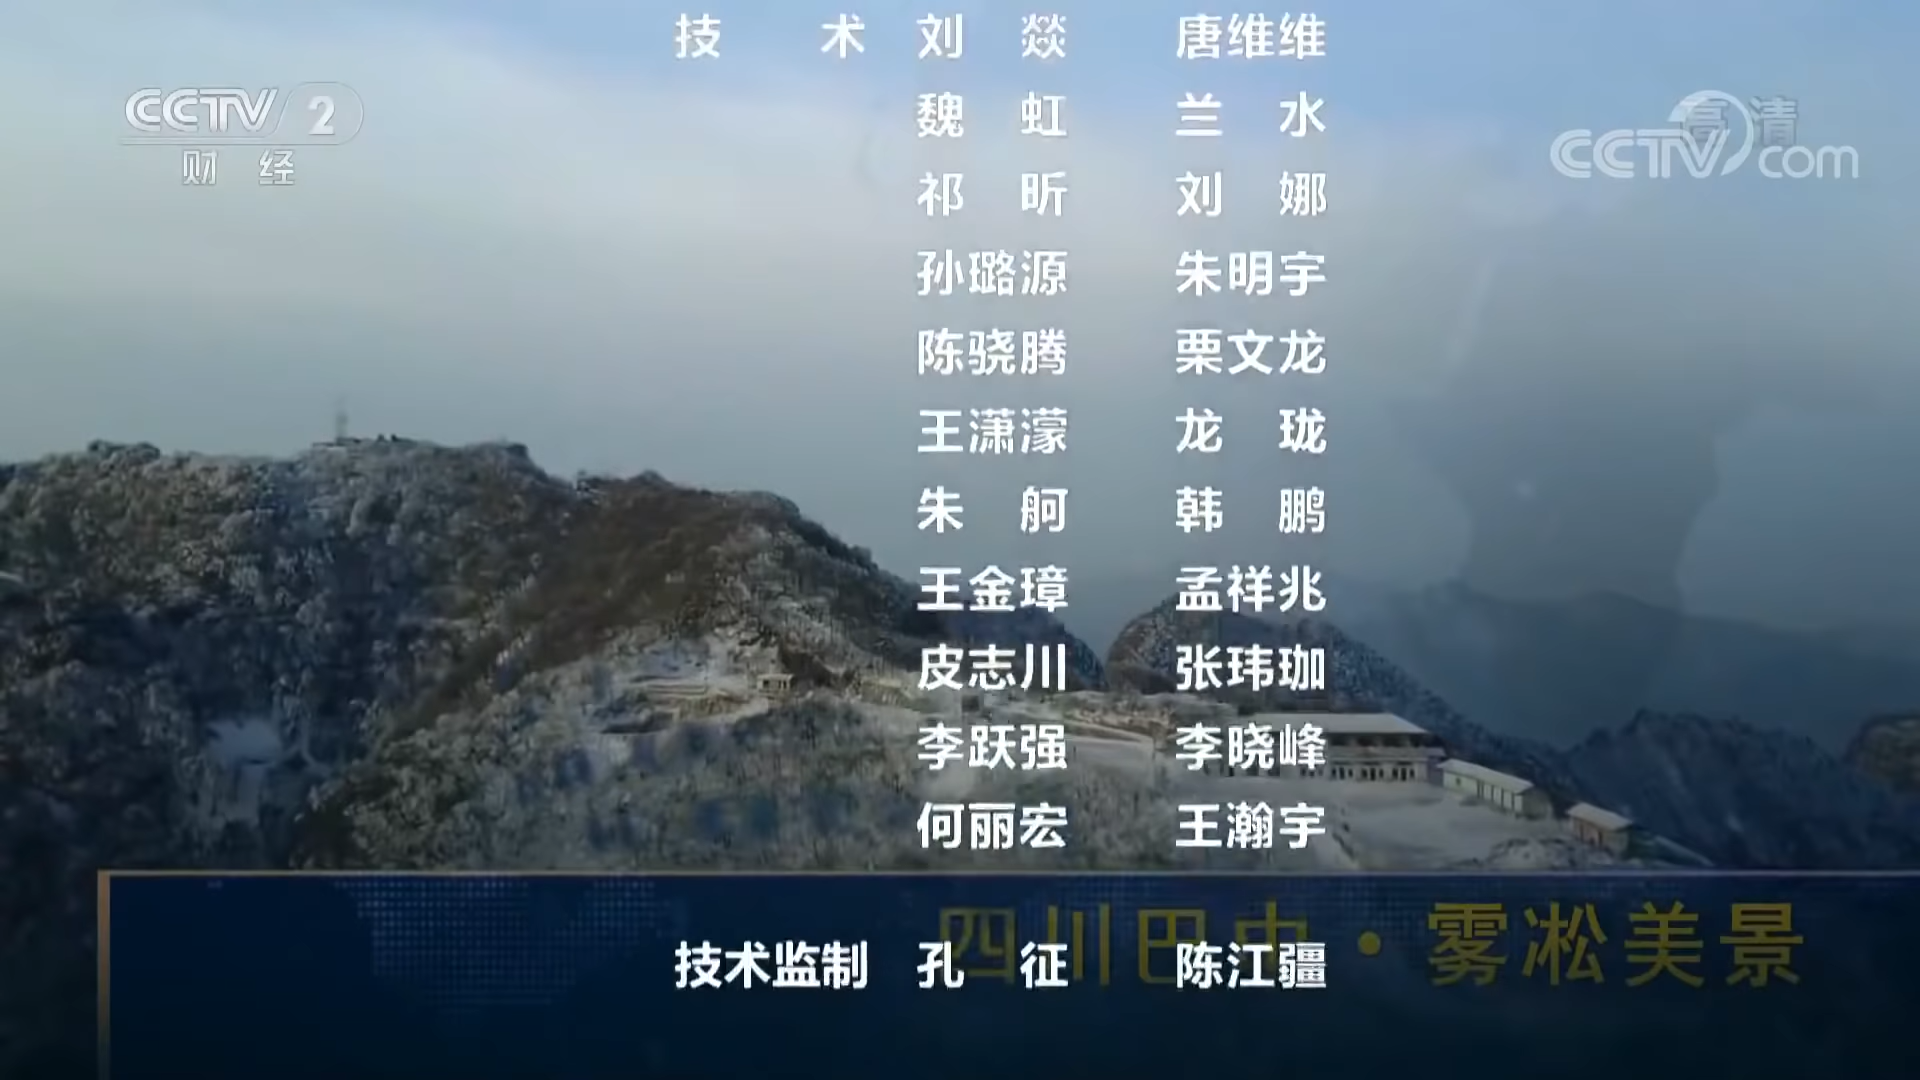 技术 刘燚 唐维维
CCTV 2
财经
高清
CCTV.com
魏虹 兰水
祁昕 刘娜
孙璐源 朱明宇
陈骁腾 栗文龙
王潇濛 龙珑
朱舸 韩鹏
王金璋 孟祥兆
皮志川 张玮珈
李跃强 李晓峰
何丽宏 王瀚宇
四川巴中·雾凇美景
技术监制 孔征 陈江疆